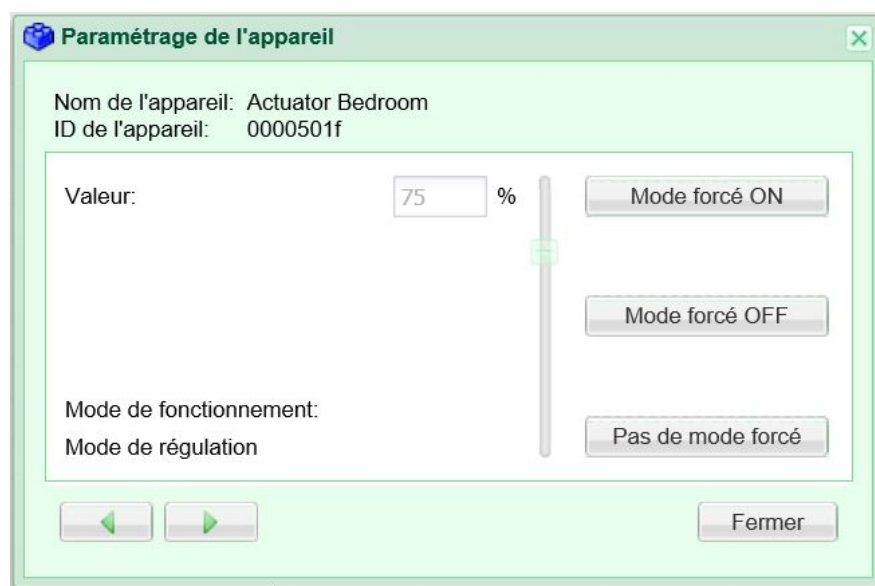 Paramétrage de l'appareil
Nom de l'appareil: Actuator Bedroom
ID de l'appareil: 0000501f
Valeur: 75 % Mode forcé ON
Mode forcé OFF
Mode de fonctionnement:
Mode de régulation Pas de mode forcé
Fermer